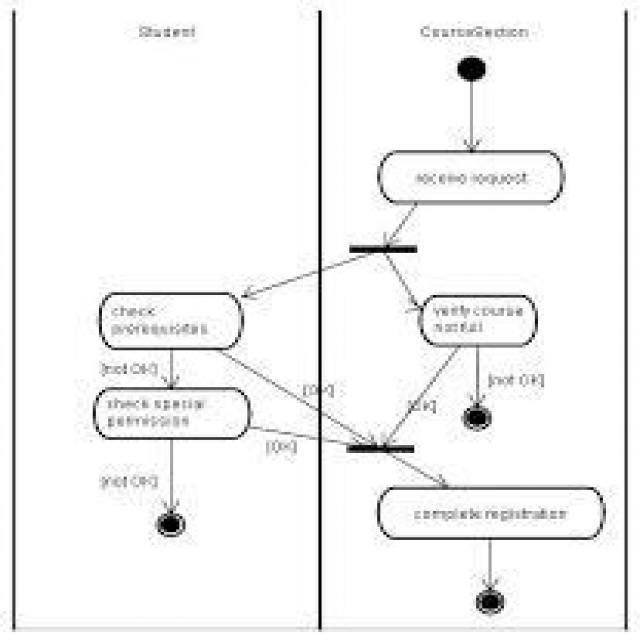 Student
CourseSection
receive request
check
prerequisites
verify course
not full
[not OK]
[OK]
[OK]
[not OK]
check special
permission
[OK]
[not OK]
complete registration